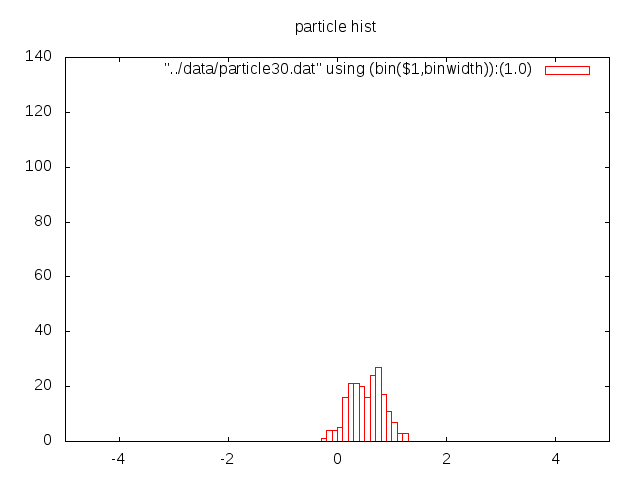 particle hist
"../data/particle30.dat" using (bin($1,binwidth)):(1.0)
140
120
100
80
60
40
20
0
-4 -2 0 2 4